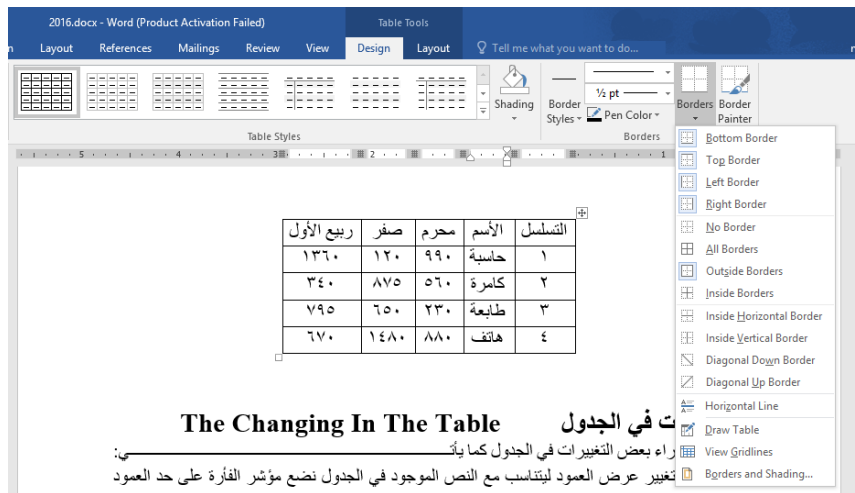 2016.docx - Word (Product Activation Failed)
Table Tools
Layout References Mailings Review View Design Layout Tell me what you want to do...
Shading
Border Styles
½ pt
Pen Color
Borders
Border Painter
Table Styles
Borders
5 4 3 2 1
Bottom Border
Top Border
Left Border
Right Border
No Border
All Borders
Outside Borders
Inside Borders
Inside Horizontal Border
Inside Vertical Border
Diagonal Down Border
Diagonal Up Border
Horizontal Line
Draw Table
View Gridlines
Borders and Shading...
التسلسل الأسم محرم صفر ربيع الأول
١ حاسبة ٩٩٠ ١٢٠ ١٣٦٠
٢ كامرة ٥٦٠ ٨٧٥ ٣٤٠
٣ طابعة ٢٣٠ ٦٥٠ ٧٩٥
٤ هاتف ٨٨٠ ١٤٨٠ ٦٧٠
في الجدول The Changing In The Table
بعض التغييرات في الجدول كما يأتـــــــــي:
تغيير عرض العمود ليتناسب مع النص الموجود في الجدول نضع مؤشر الفأرة على حد العمود